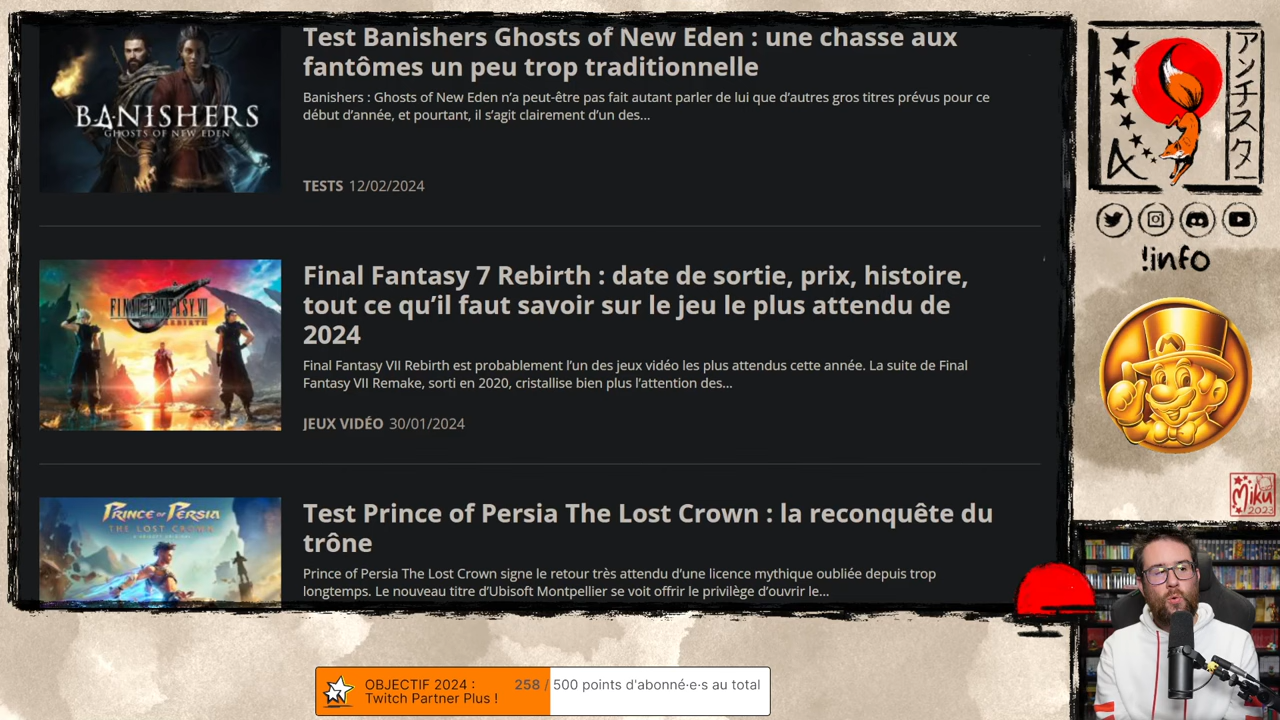 Test Banishers Ghosts of New Eden : une chasse aux
fantômes un peu trop traditionnelle
Banishers : Ghosts of New Eden n’a peut-être pas fait autant parler de lui que d’autres gros titres prévus pour ce
début d’année, et pourtant, il s’agit clairement d’un des...
TESTS 12/02/2024
BANISHERS
GHOSTS OF NEW EDEN
Final Fantasy 7 Rebirth : date de sortie, prix, histoire,
tout ce qu’il faut savoir sur le jeu le plus attendu de
2024
Final Fantasy VII Rebirth est probablement l’un des jeux vidéo les plus attendus cette année. La suite de Final
Fantasy VII Remake, sorti en 2020, cristallise bien plus l’attention des...
JEUX VIDÉO 30/01/2024
FINAL FANTASY VII
REBIRTH
Test Prince of Persia The Lost Crown : la reconquête du
trône
Prince of Persia The Lost Crown signe le retour très attendu d’une licence mythique oubliée depuis trop
longtemps. Le nouveau titre d’Ubisoft Montpellier se voit offrir le privilège d’ouvrir le...
PRINCE OF PERSIA
THE LOST CROWN
アンチスター
!info
M
Miku
2023
OBJECTIF 2024 :
Twitch Partner Plus !
258 / 500 points d'abonné·e·s au total